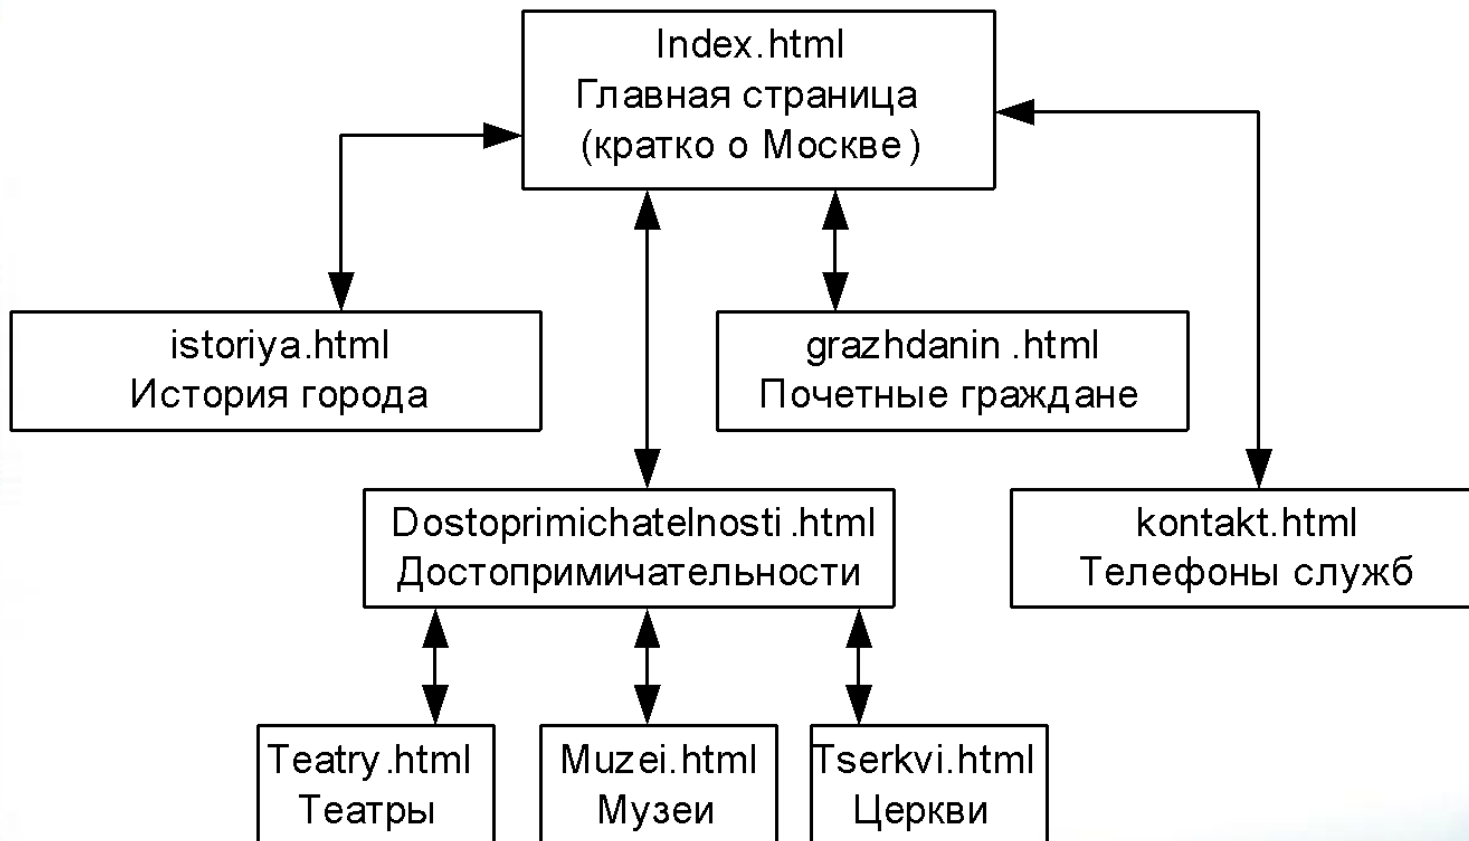 Index.html
Главная страница
(кратко о Москве)
istoriya.html
История города
grazhdanin .html
Почетные граждане
Dostoprimichatelnosti.html
Достопримичательности
kontakt.html
Телефоны служб
Teatry.html
Театры
Muzei.html
Музеи
Tserkvi.html
Церкви